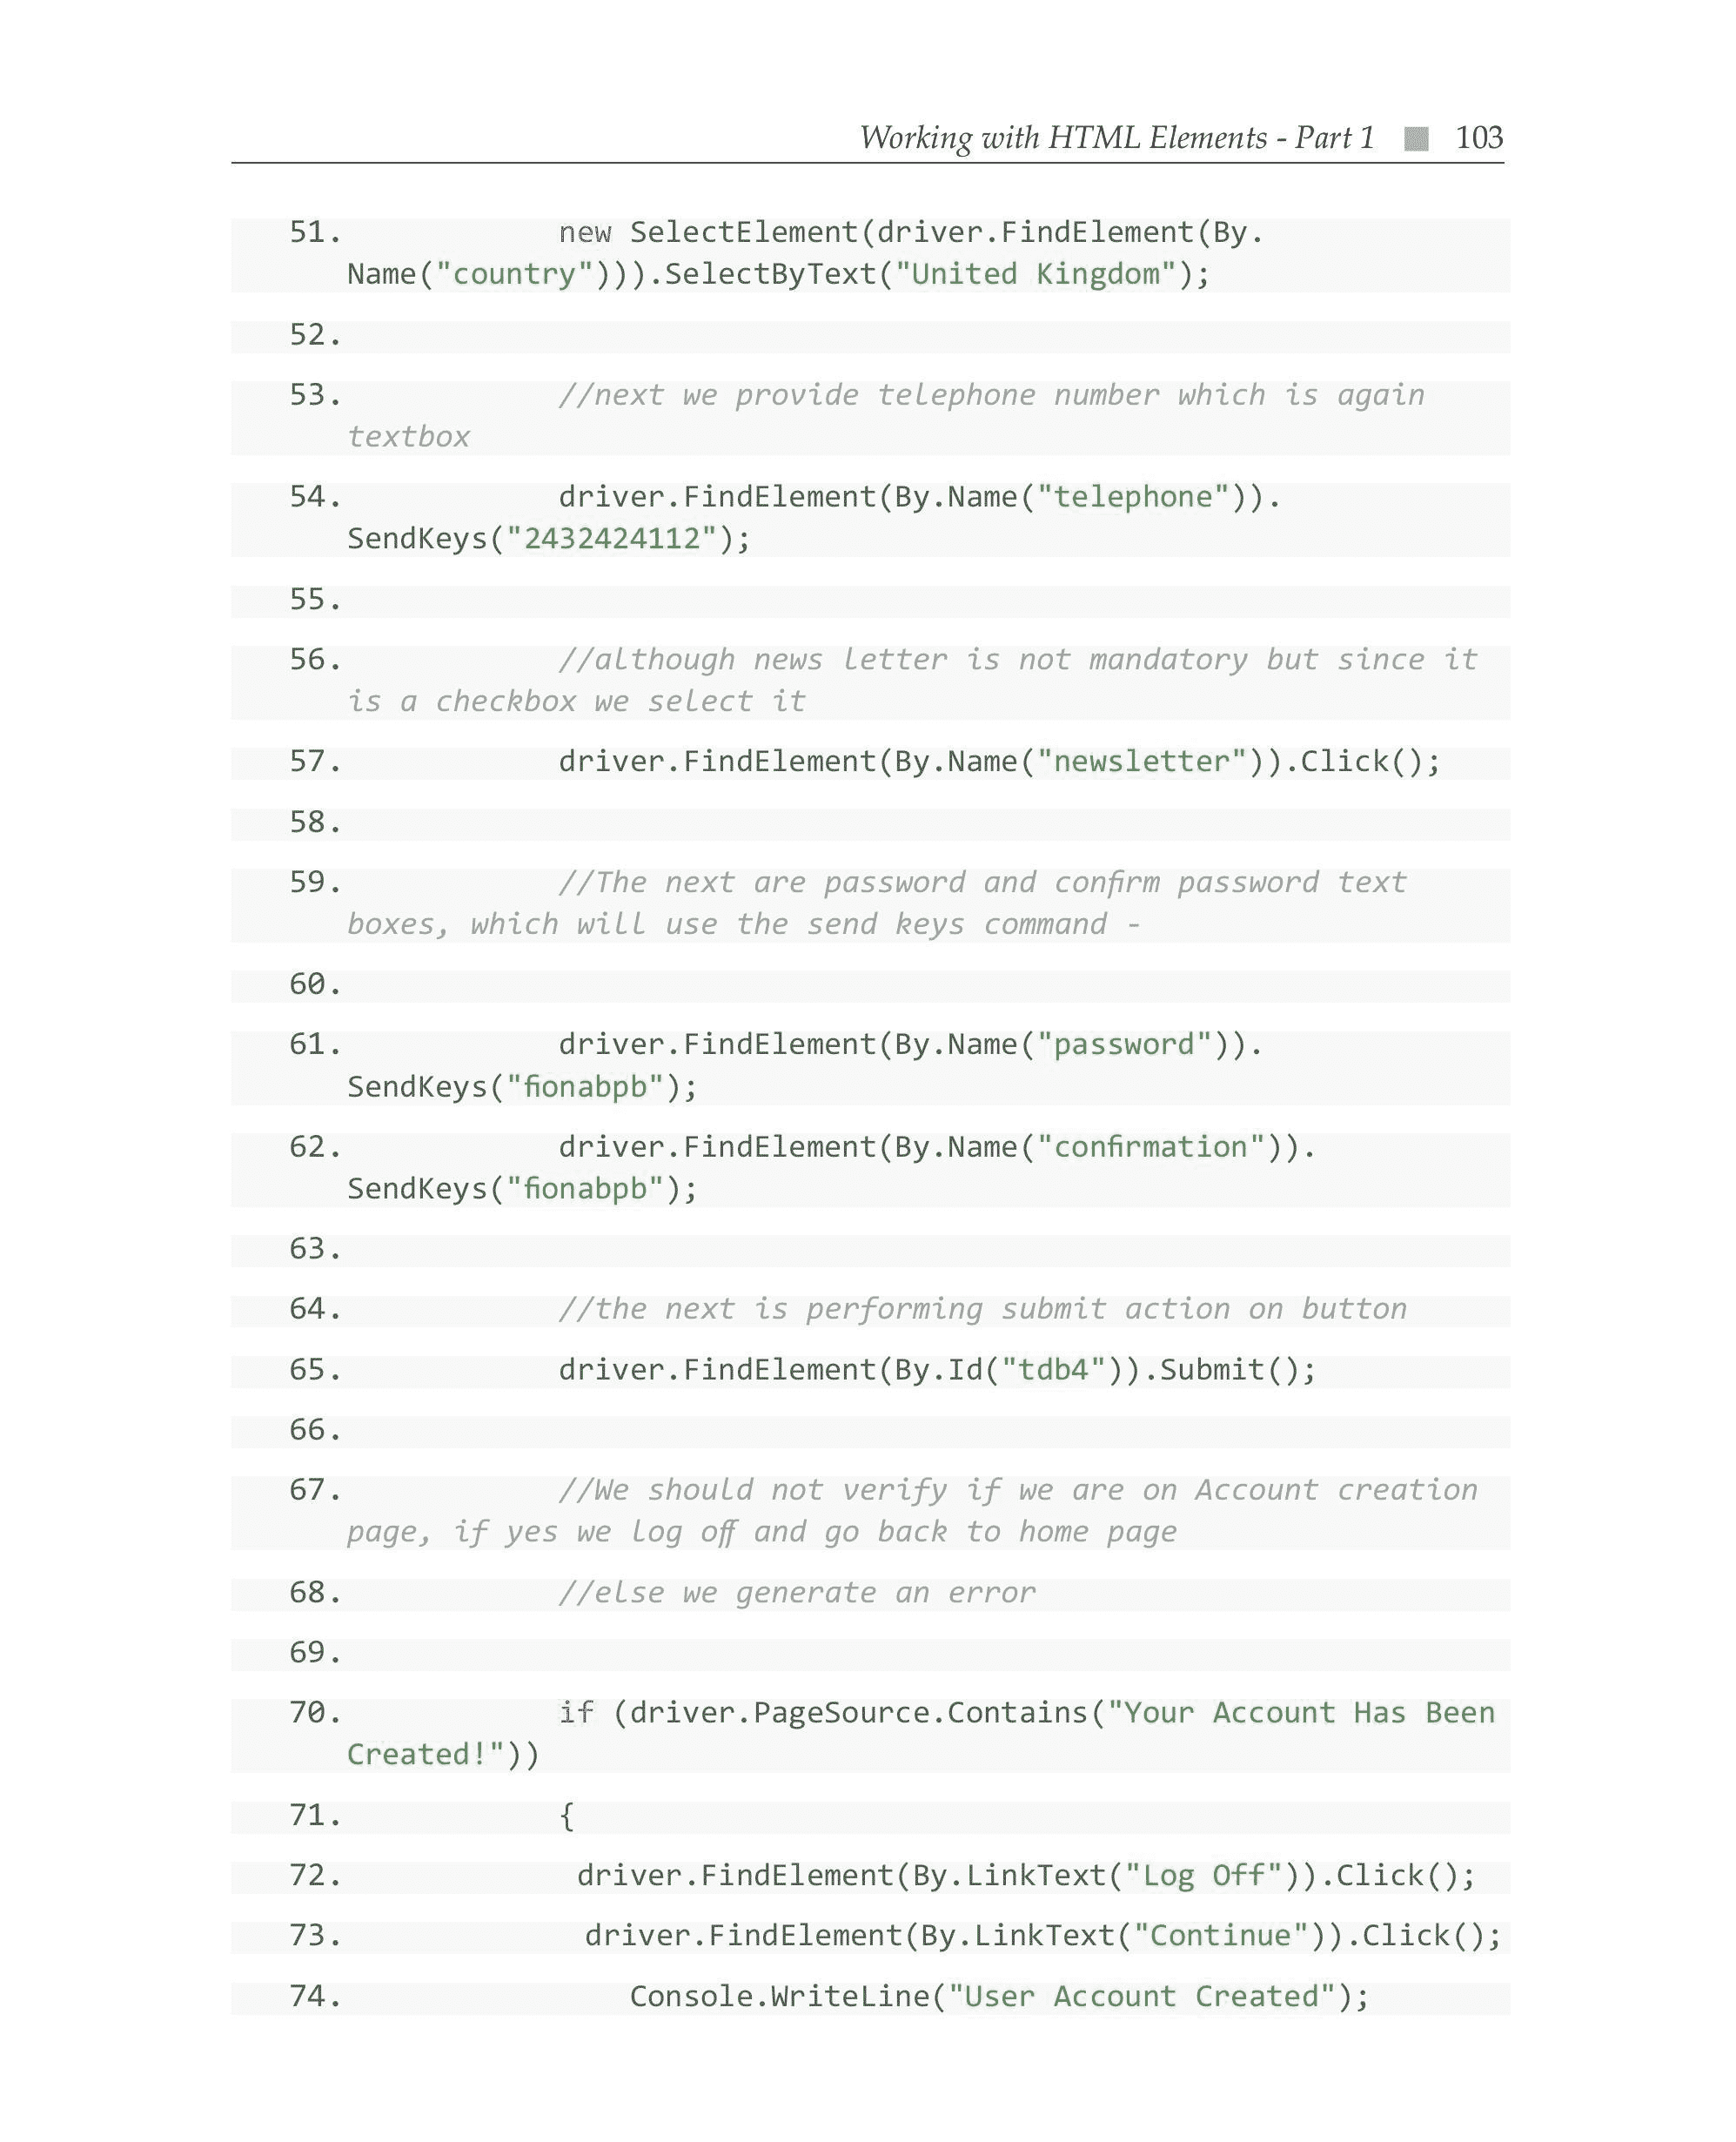 Working with HTML Elements - Part 1 ■ 103
51. new SelectElement(driver.FindElement(By.
Name("country"))).SelectByText("United Kingdom");
52.
53. //next we provide telephone number which is again
textbox
54. driver.FindElement(By.Name("telephone")).
SendKeys("2432424112");
55.
56. //although news letter is not mandatory but since it
is a checkbox we select it
57. driver.FindElement(By.Name("newsletter")).Click();
58.
59. //The next are password and confirm password text
boxes, which will use the send keys command -
60.
61. driver.FindElement(By.Name("password")).
SendKeys("fionabpb");
62. driver.FindElement(By.Name("confirmation")).
SendKeys("fionabpb");
63.
64. //the next is performing submit action on button
65. driver.FindElement(By.Id("tdb4")).Submit();
66.
67. //We should not verify if we are on Account creation
page, if yes we log off and go back to home page
68. //else we generate an error
69.
70. if (driver.PageSource.Contains("Your Account Has Been
Created!"))
71. {
72. driver.FindElement(By.LinkText("Log Off")).Click();
73. driver.FindElement(By.LinkText("Continue")).Click();
74. Console.WriteLine("User Account Created");